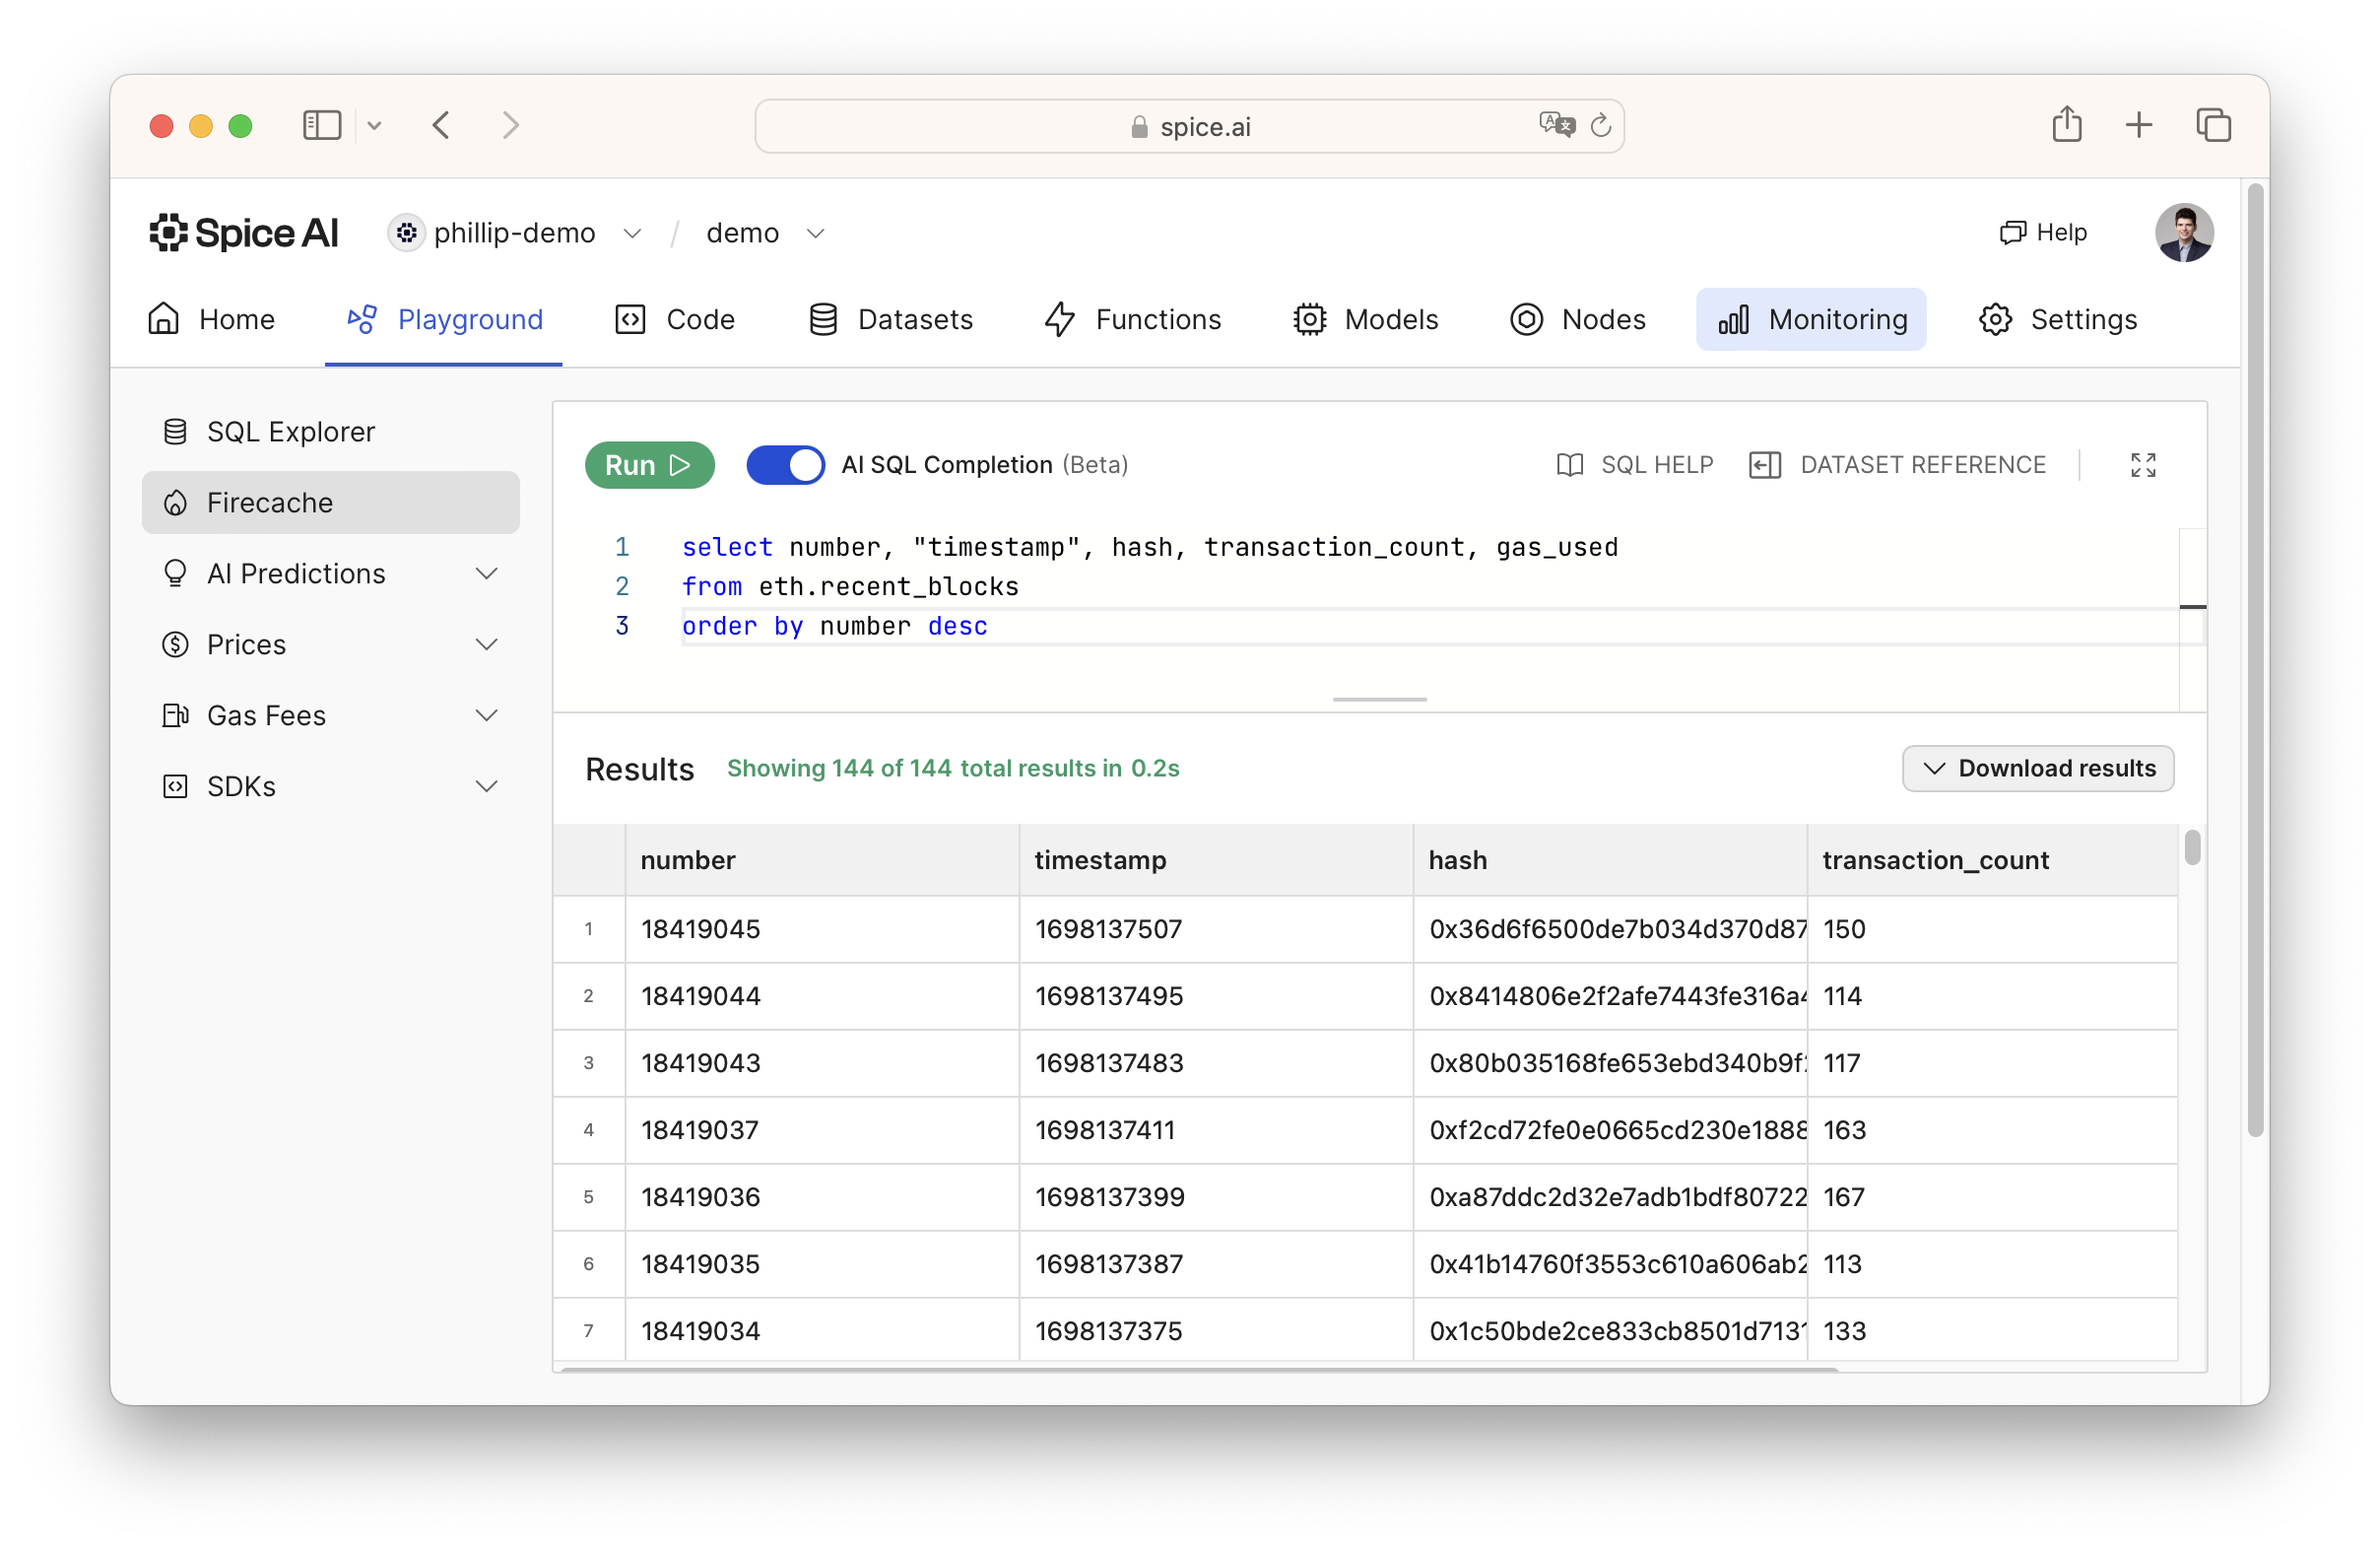 spice.ai
Spice AI phillip-demo / demo Help
Home Playground Code Datasets Functions Models Nodes Monitoring Settings
SQL Explorer
Firecache
AI Predictions
Prices
Gas Fees
SDKs
Run AI SQL Completion (Beta) SQL HELP DATASET REFERENCE
1 select number, "timestamp", hash, transaction_count, gas_used
2 from eth.recent_blocks
3 order by number desc
Results Showing 144 of 144 total results in 0.2s Download results
number timestamp hash transaction_count
1 18419045 1698137507 0x36d6f6500de7b034d370d87 150
2 18419044 1698137495 0x8414806e2f2afe7443fe316a4 114
3 18419043 1698137483 0x80b035168fe653ebd340b9f 117
4 18419037 1698137411 0xf2cd72fe0e0665cd230e1888 163
5 18419036 1698137399 0xa87ddc2d32e7adb1bdf80722 167
6 18419035 1698137387 0x41b14760f3553c610a606ab2 113
7 18419034 1698137375 0x1c50bde2ce833cb8501d713 133